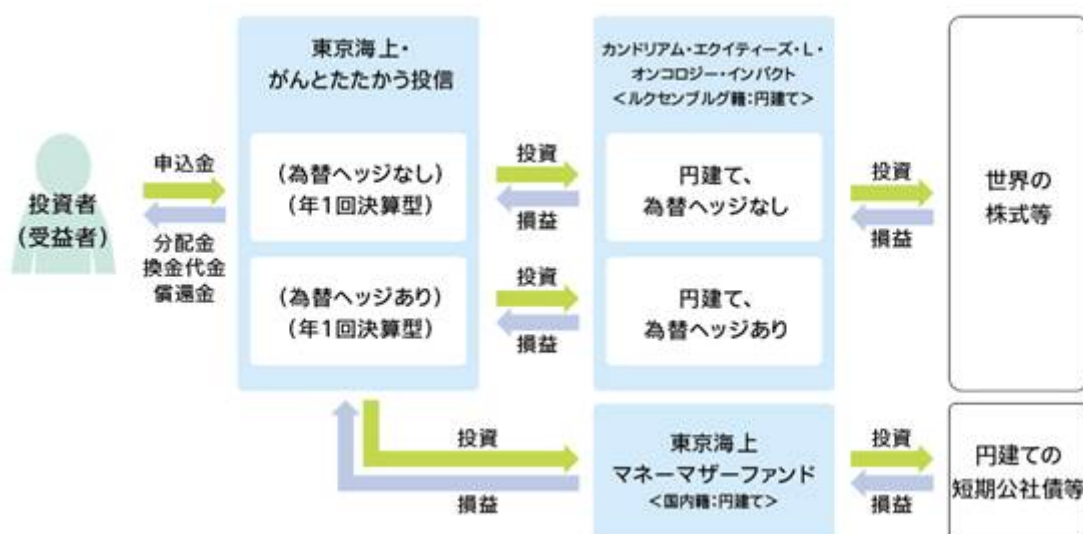 東京海上・
がんとたたかう投信
カンドリアム・エクイティーズ・L・
オンコロジー・インパクト
<ルクセンブルグ籍:円建て>
投資者
(受益者)
申込金
分配金
換金代金
償還金
(為替ヘッジなし)
(年1回決算型)
投資
損益
円建て、
為替ヘッジなし
投資
損益
世界の
株式等
(為替ヘッジあり)
(年1回決算型)
投資
損益
円建て、
為替ヘッジあり
投資
損益
東京海上
マネーマザーファンド
<国内籍:円建て>
投資
損益
円建ての
短期公社債等